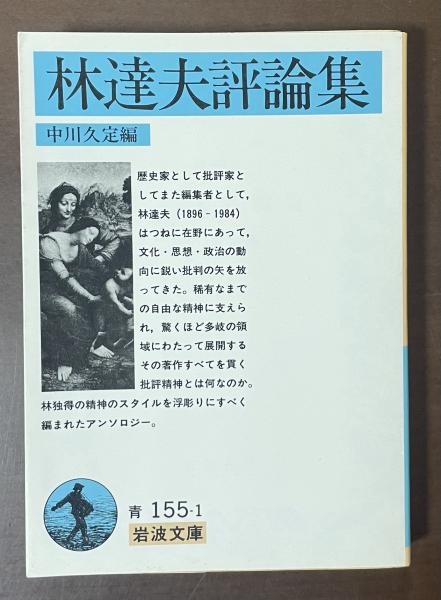 林達夫評論集
中川久定編
歴史家として批評家と
してまた編集者として,
林達夫（1896‐1984）
はつねに在野にあって,
文化・思想・政治の動
向に鋭い批判の矢を放
ってきた。稀有なまで
の自由な精神に支えら
れ，驚くほど多岐の領
域にわたって展開する
その著作すべてを貫く
批評精神とは何なのか。
林独得の精神のスタイルを浮彫りにすべく
編まれたアンソロジー。
青 155-1
岩波文庫